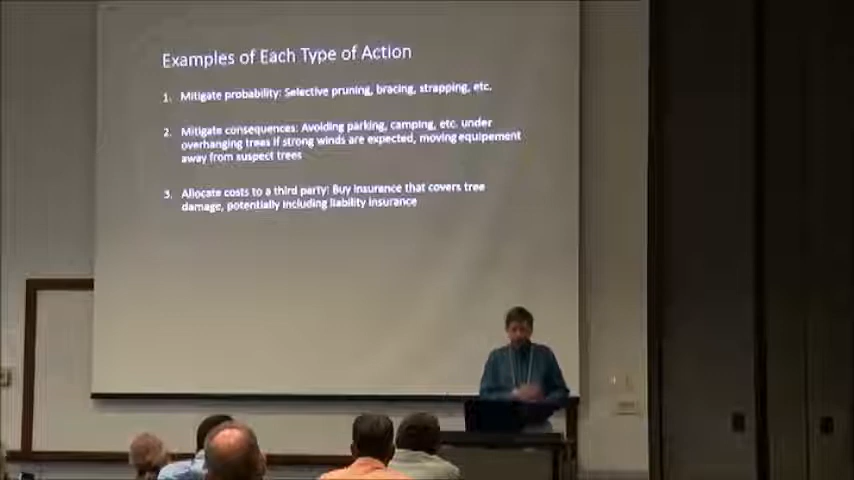 Examples of Each Type of Action
1. Mitigate probability: Selective pruning, bracing, strapping, etc.
2. Mitigate consequences: Avoiding parking, camping, etc. under
overhanging trees if strong winds are expected, moving equipement
away from suspect trees
3. Allocate costs to a third party: Buy insurance that covers tree
damage, potentially including liability insurance